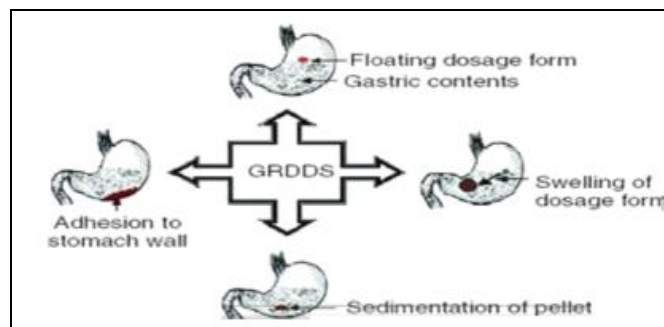 Floating dosage form
Gastric contents
GRDDS
Swelling of
dosage form
Adhesion to
stomach wall
Sedimentation of pellet